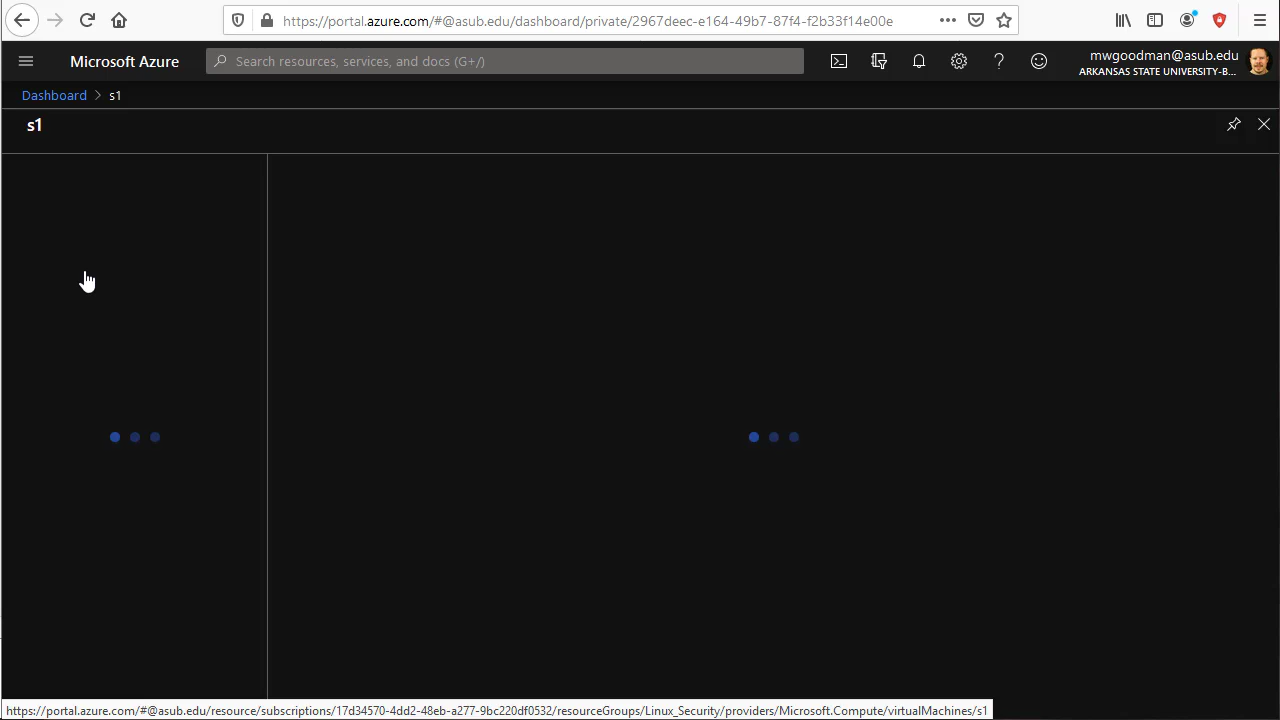 https://portal.azure.com/#@asub.edu/dashboard/private/2967deec-e164-49b7-87f4-f2b33f14e00e
Microsoft Azure
Search resources, services, and docs (G+/)
mwgoodman@asub.edu
ARKANSAS STATE UNIVERSITY-B...
Dashboard > s1
s1
https://portal.azure.com/#@asub.edu/resource/subscriptions/17d34570-4dd2-48eb-a277-9bc220df0532/resourceGroups/Linux_Security/providers/Microsoft.Compute/virtualMachines/s1